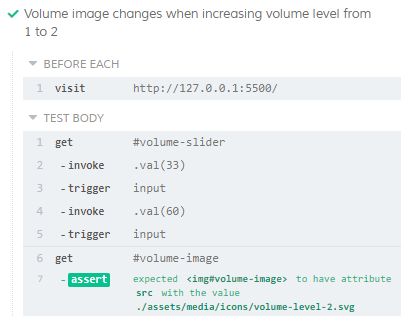 Volume image changes when increasing volume level from
1 to 2
BEFORE EACH
1 visit http://127.0.0.1:5500/
TEST BODY
1 get #volume-slider
2 -invoke .val(33)
3 -trigger input
4 -invoke .val(60)
5 -trigger input
6 get #volume-image
7 -assert expected <img#volume-image> to have attribute
src with the value
./assets/media/icons/volume-level-2.svg